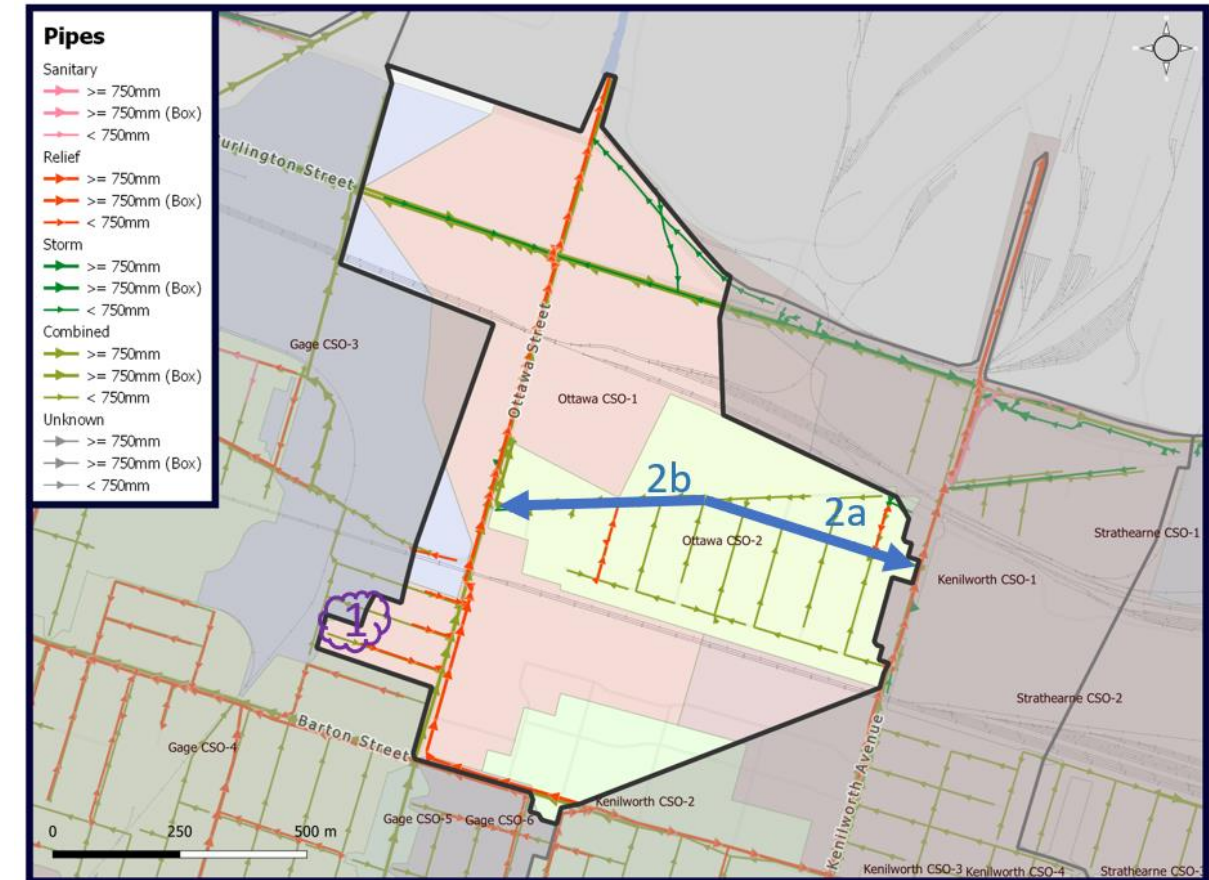 Pipes
Sanitary
>= 750mm
>= 750mm (Box)
< 750mm
Relief
>= 750mm
>= 750mm (Box)
< 750mm
Storm
>= 750mm
>= 750mm (Box)
< 750mm
Combined
>= 750mm
>= 750mm (Box)
< 750mm
Unknown
>= 750mm
>= 750mm (Box)
< 750mm
urlington Street
Gage CSO-3
Ottawa Street
Ottawa CSO-1
2b
2a
Ottawa CSO-2
Strathearne CSO-1
Kenilworth CSO-1
1
Strathearne CSO-2
Barton Street
Gage CSO-4
Kenilworth Avenue
Kenilworth CSO-2
Gage CSO-5
Gage CSO-6
0 250 500 m
Kenilworth CSO-3
Kenilworth CSO-4
Strathearne CSO-3